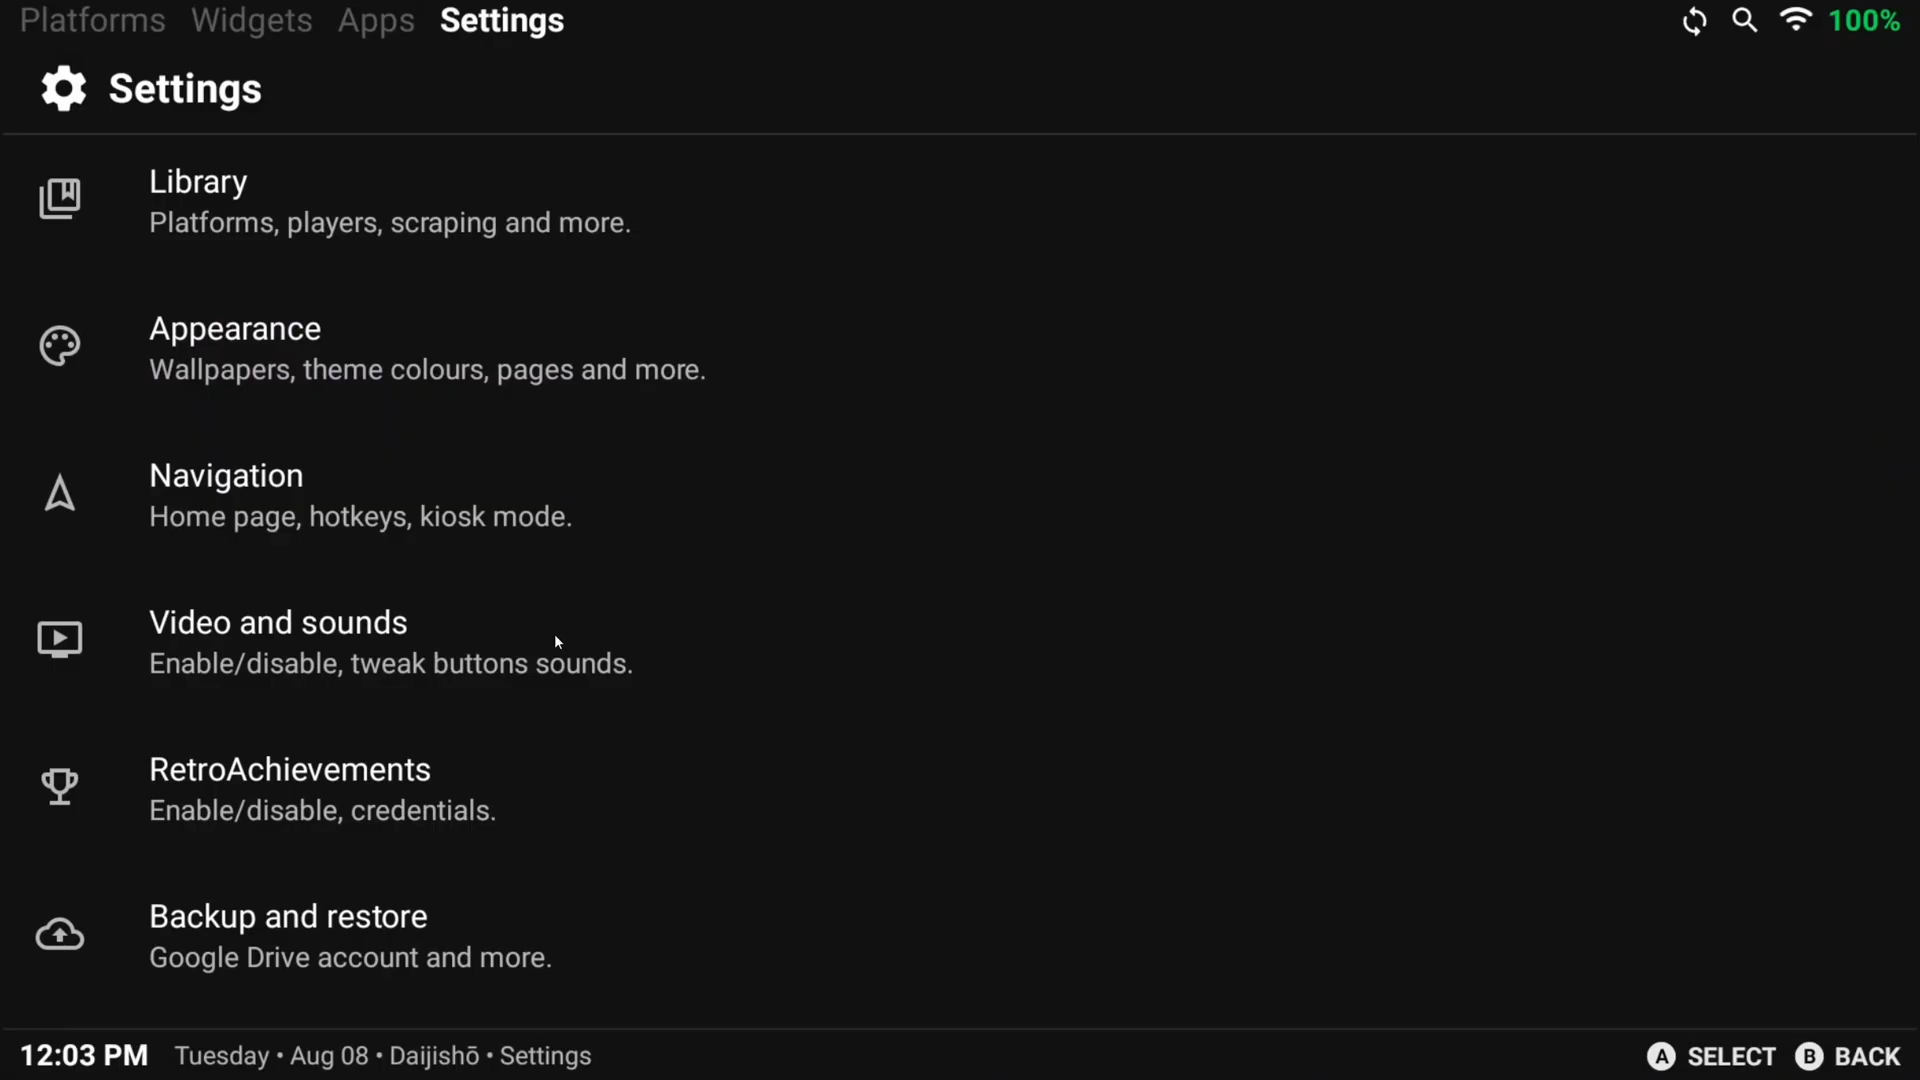 Platforms Widgets Apps Settings 100%
Settings
Library
Platforms, players, scraping and more.
Appearance
Wallpapers, theme colours, pages and more.
Navigation
Home page, hotkeys, kiosk mode.
Video and sounds
Enable/disable, tweak buttons sounds.
RetroAchievements
Enable/disable, credentials.
Backup and restore
Google Drive account and more.
12:03 PM Tuesday • Aug 08 • Daijishō • Settings A SELECT B BACK